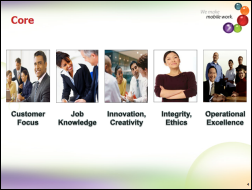 We make
mobile work.
Core
Customer
Focus
Job
Knowledge
Innovation,
Creativity
Integrity,
Ethics
Operational
Excellence